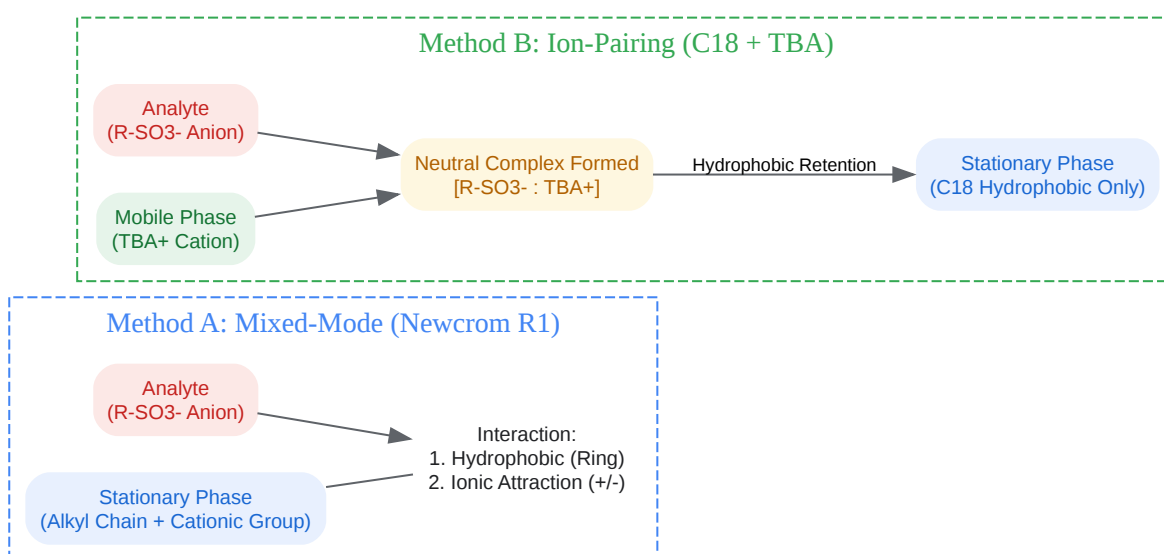 Method B: Ion-Pairing (C18 + TBA)
Analyte
(R-SO3- Anion)
Mobile Phase
(TBA+ Cation)
Neutral Complex Formed
[R-SO3- : TBA+]
Hydrophobic Retention
Stationary Phase
(C18 Hydrophobic Only)
Method A: Mixed-Mode (Newcrom R1)
Analyte
(R-SO3- Anion)
Stationary Phase
(Alkyl Chain + Cationic Group)
Interaction:
1. Hydrophobic (Ring)
2. Ionic Attraction (+/-)